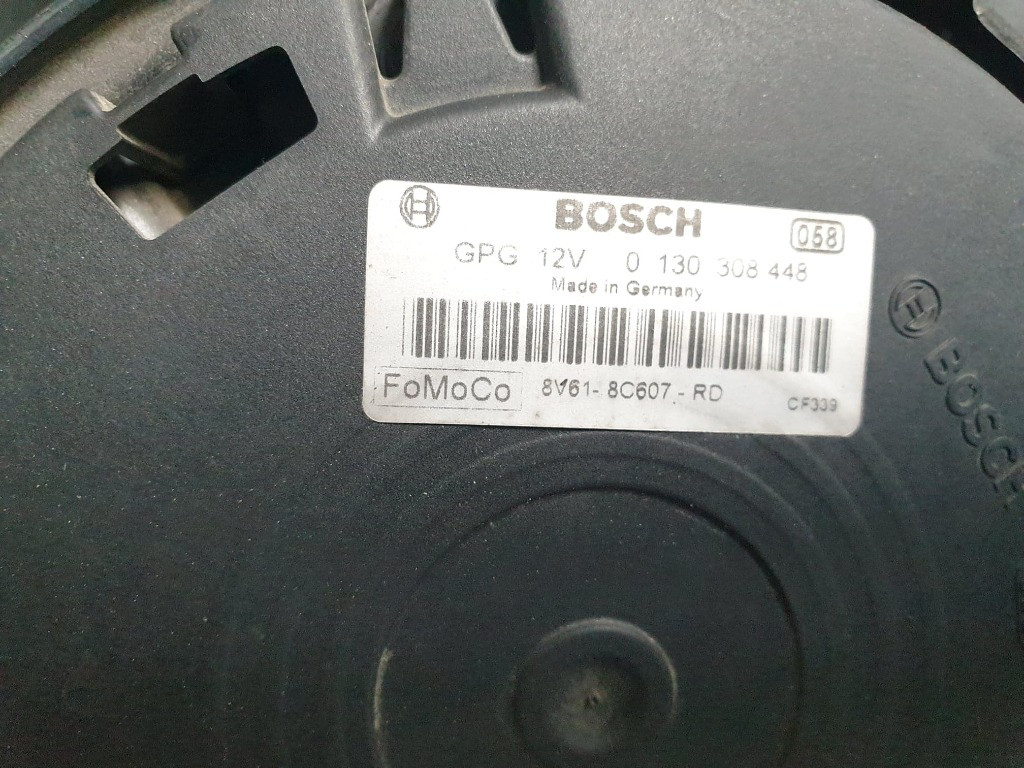 BOSCH
058
GPG 12V 0 130 308 448
Made in Germany
FoMoCo
8V61- 8C607.- RD
CF339
BOSCH